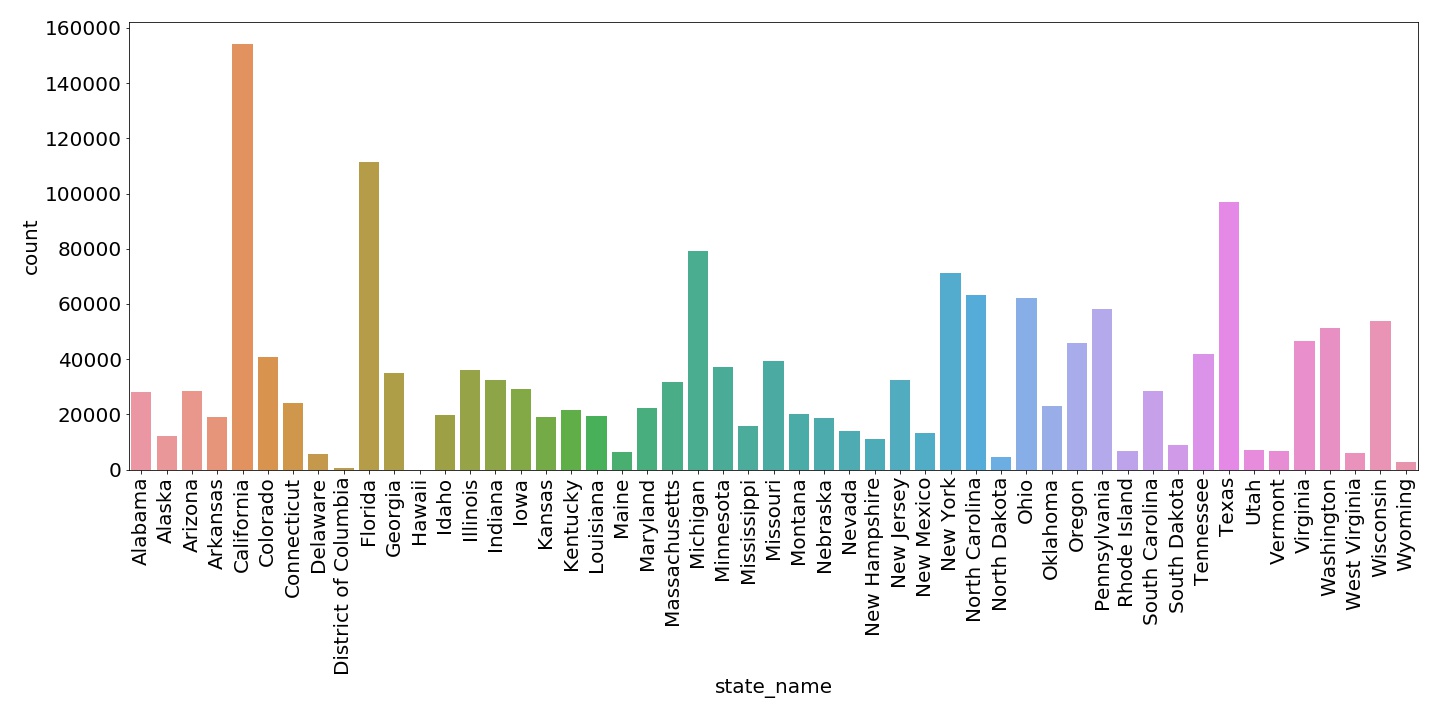 160000
140000
120000
100000
80000
60000
40000
20000
0
count
Alabama
Alaska
Arizona
Arkansas
California
Colorado
Connecticut
Delaware
District of Columbia
Florida
Georgia
Hawaii
Idaho
Illinois
Indiana
Iowa
Kansas
Kentucky
Louisiana
Maine
Maryland
Massachusetts
Michigan
Minnesota
Mississippi
Missouri
Montana
Nebraska
Nevada
New Hampshire
New Jersey
New Mexico
New York
North Carolina
North Dakota
Ohio
Oklahoma
Oregon
Pennsylvania
Rhode Island
South Carolina
South Dakota
Tennessee
Texas
Utah
Vermont
Virginia
Washington
West Virginia
Wisconsin
Wyoming
state_name